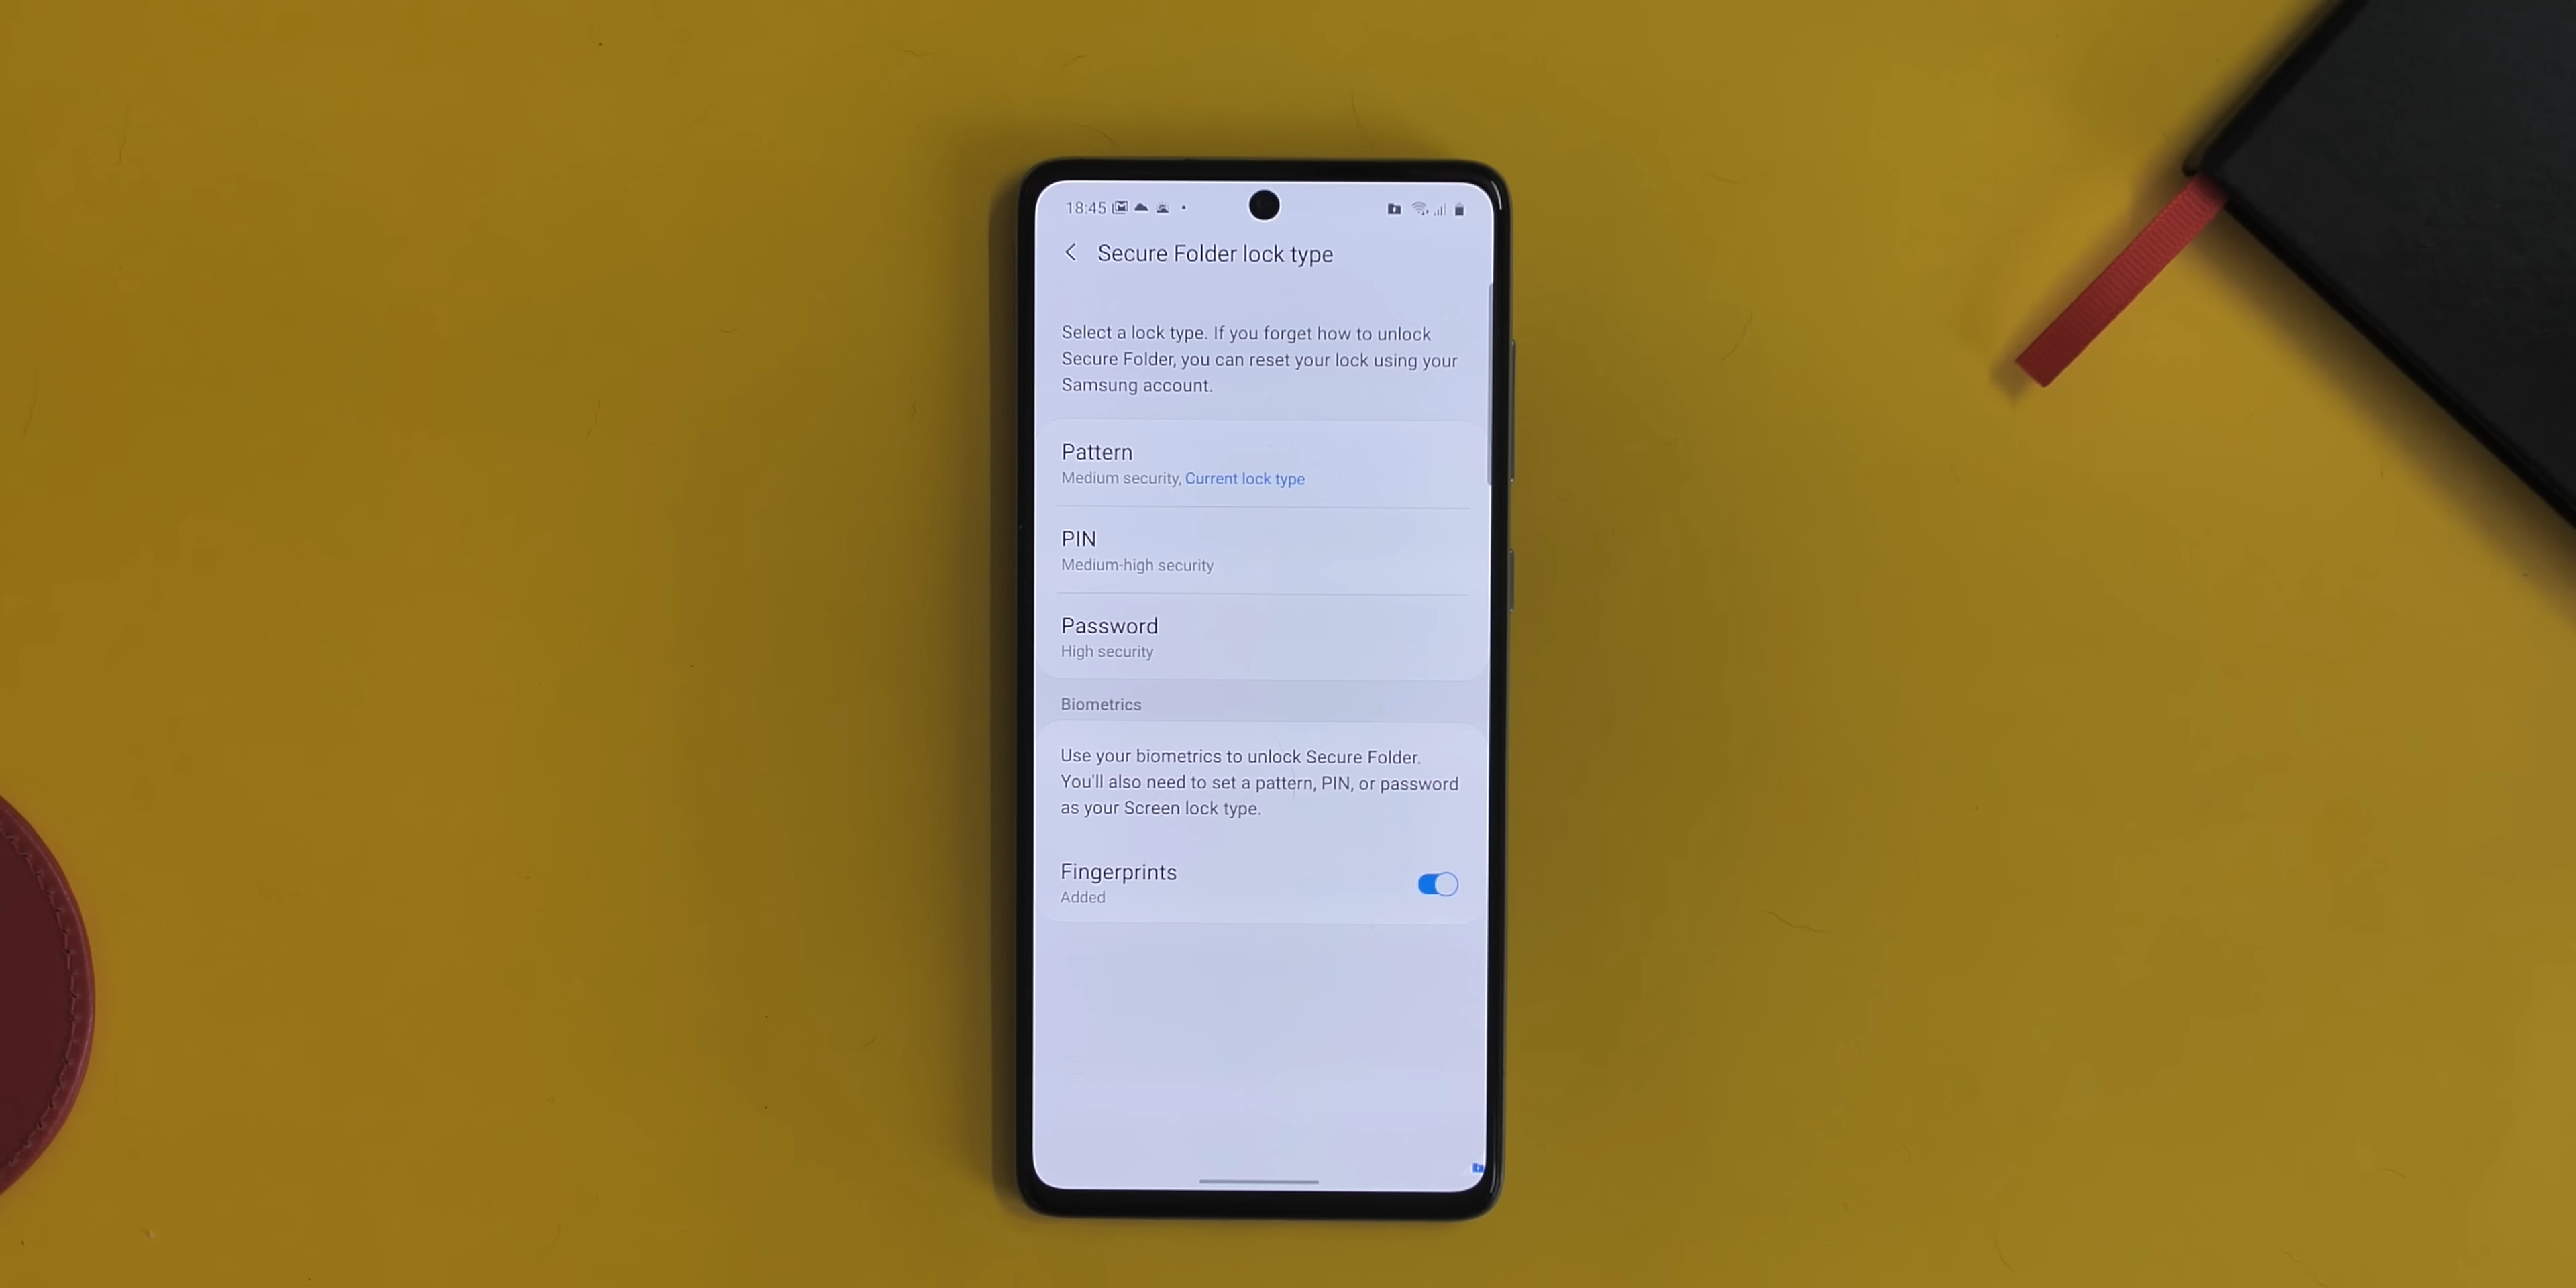 18:45
Secure Folder lock type
Select a lock type. If you forget how to unlock
Secure Folder, you can reset your lock using your
Samsung account.
Pattern
Medium security, Current lock type
PIN
Medium-high security
Password
High security
Biometrics
Use your biometrics to unlock Secure Folder.
You'll also need to set a pattern, PIN, or password
as your Screen lock type.
Fingerprints
Added